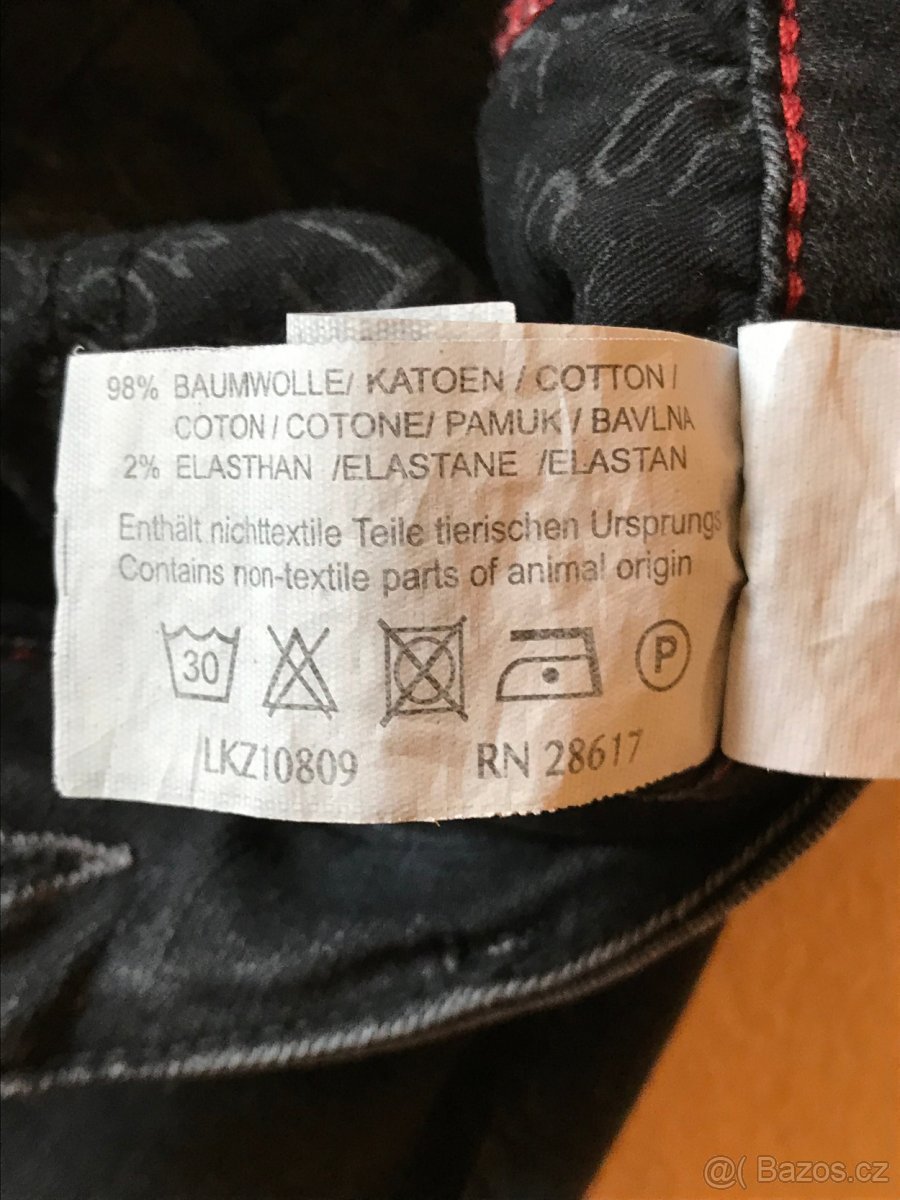 98% BAUMWOLLE/ KATOEN / COTTON /
COTON / COTONE/ PAMUK / BAVLNA
2% ELASTHAN /ELASTANE /ELASTAN
Enthält nichttextile Teile tierischen Ursprungs
Contains non-textile parts of animal origin
30 P
LKZ10809 RN 28617
@( Bazos.cz